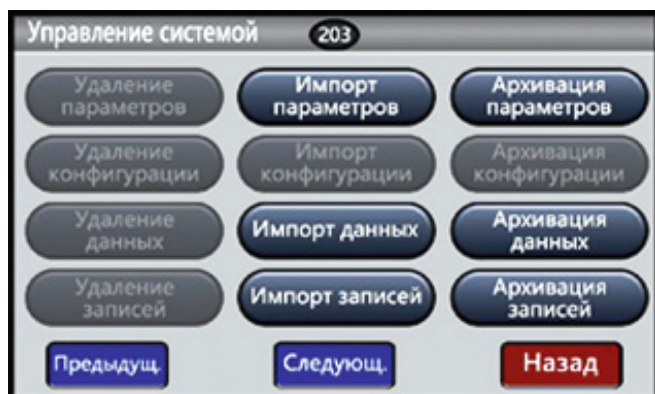 Управление системой 203
Удаление параметров
Импорт параметров
Архивация параметров
Удаление конфигурации
Импорт конфигурации
Архивация конфигурации
Удаление данных
Импорт данных
Архивация данных
Удаление записей
Импорт записей
Архивация записей
Предыдущ.
Следующ.
Назад